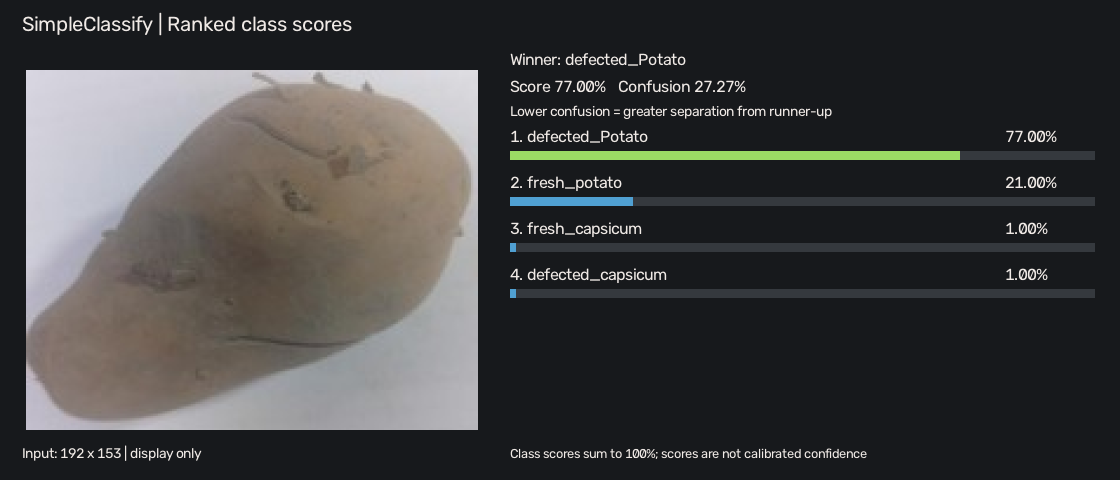 SimpleClassify | Ranked class scores
Winner: defected_Potato
Score 77.00% Confusion 27.27%
Lower confusion = greater separation from runner-up
1. defected_Potato 77.00%
2. fresh_potato 21.00%
3. fresh_capsicum 1.00%
4. defected_capsicum 1.00%
Input: 192 x 153 | display only
Class scores sum to 100%; scores are not calibrated confidence